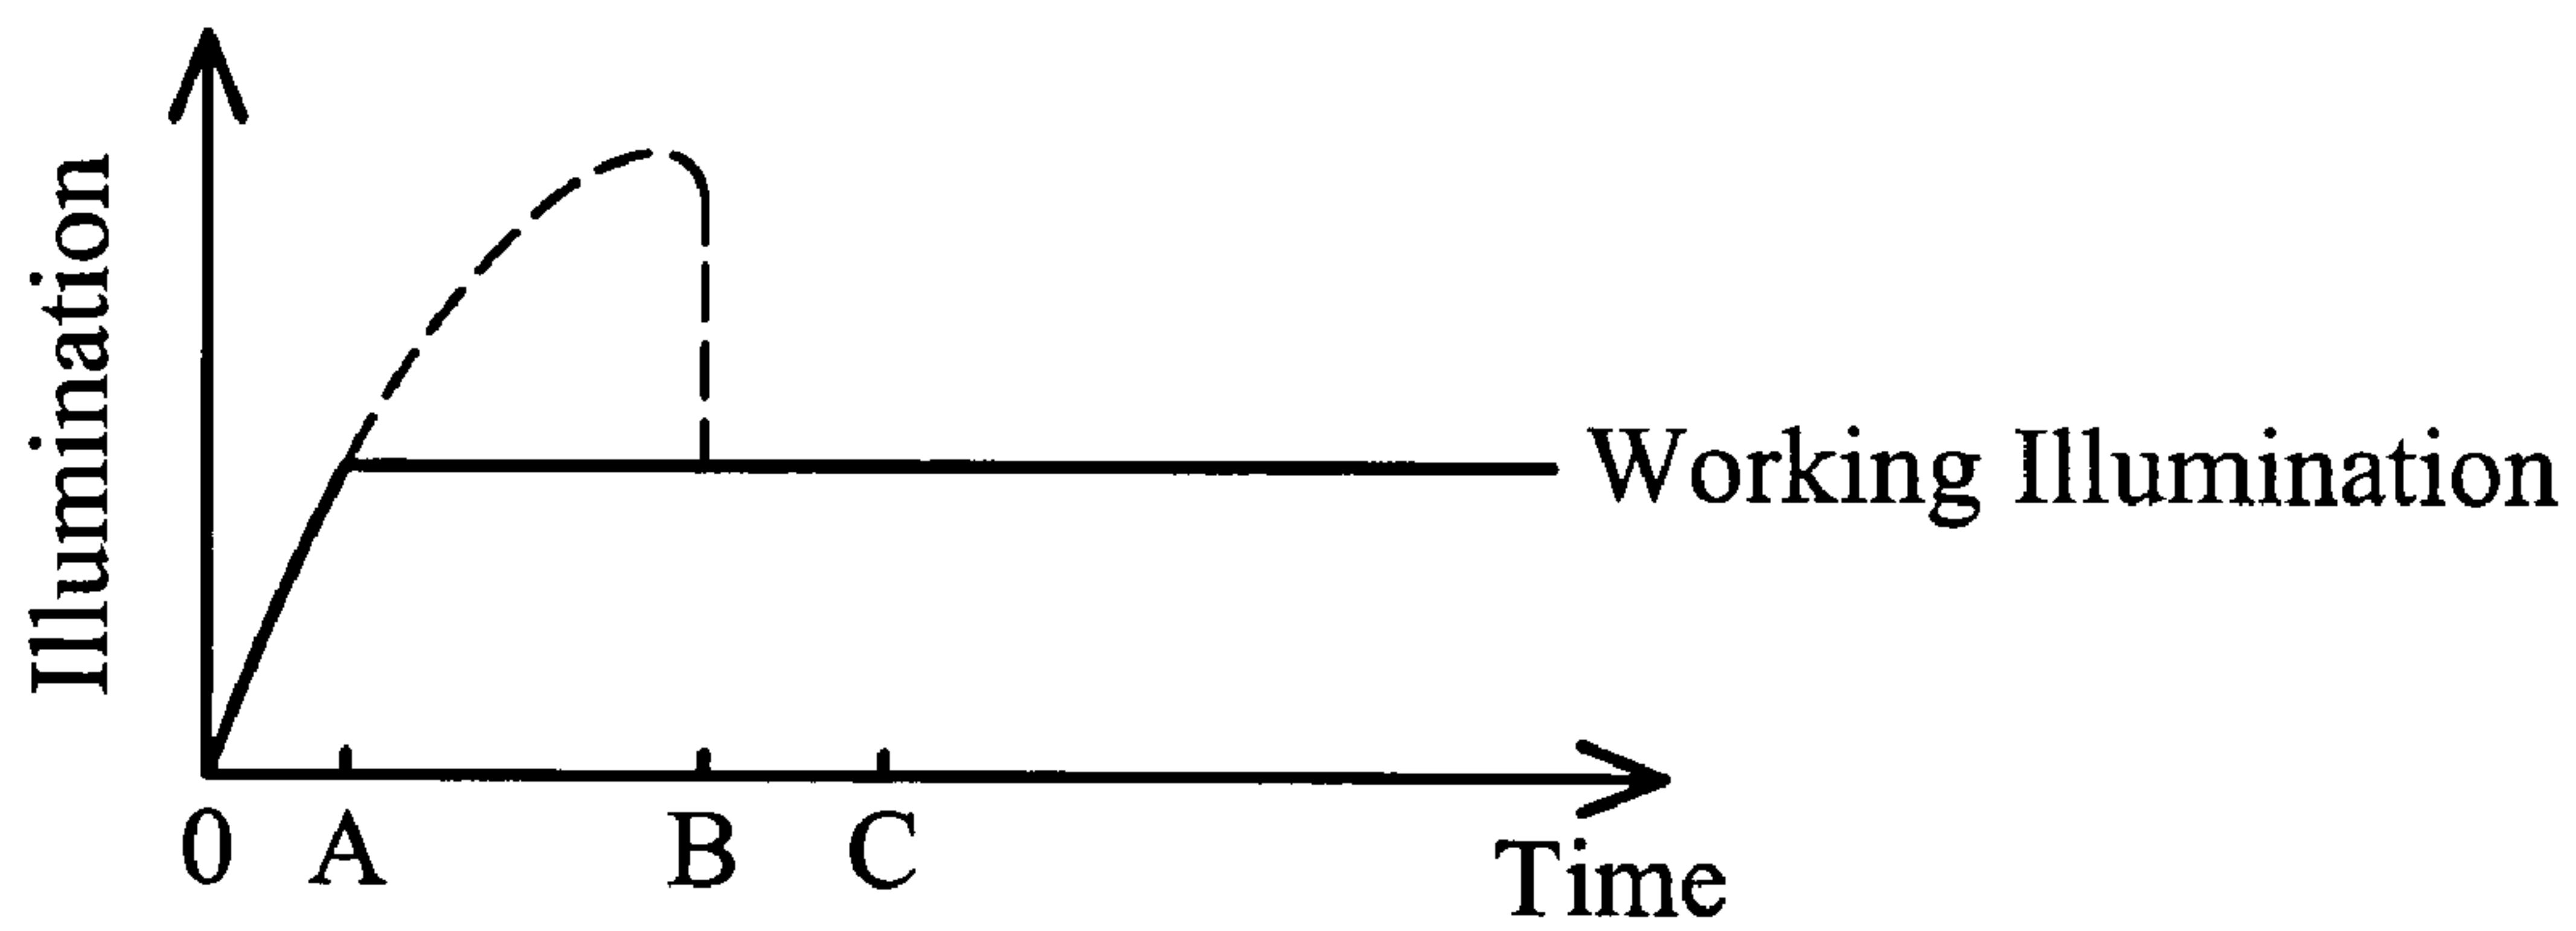 Illumination
Working Illumination
0 A B C
Time